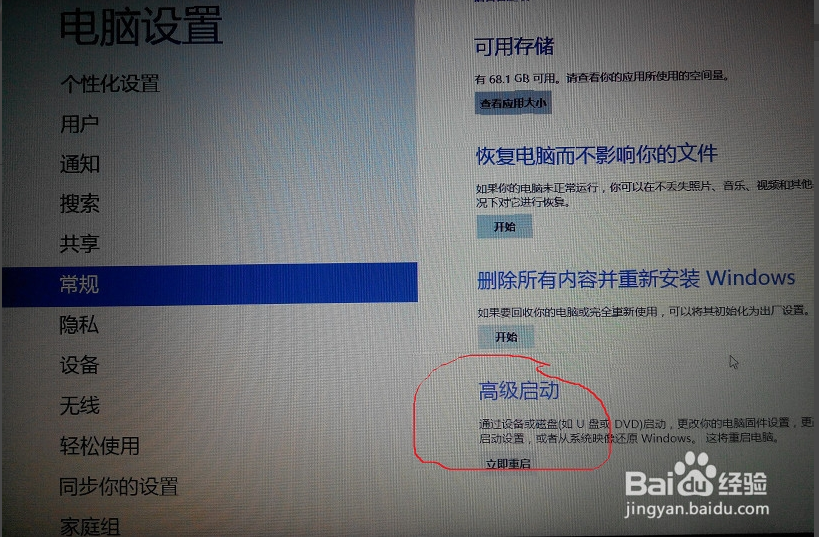 电脑设置
个性化设置
用户
通知
搜索
共享
常规
隐私
设备
无线
轻松使用
同步你的设置
家庭组
可用存储
有 68.1 GB 可用。请查看你的应用所使用的空间量。
查看应用大小
恢复电脑而不影响你的文件
如果你的电脑未正常运行，你可以在不丢失照片、音乐、视频和其他
况下对它进行恢复。
开始
删除所有内容并重新安装 Windows
如果要回收你的电脑或完全重新使用，可以将其初始化为出厂设置。
开始
高级启动
通过设备或磁盘(如 U 盘或 DVD)启动，更改你的电脑固件设置，更
启动设置，或者从系统映像还原 Windows。 这将重启电脑。
立即重启
Baidu 经验
jingyan.baidu.com